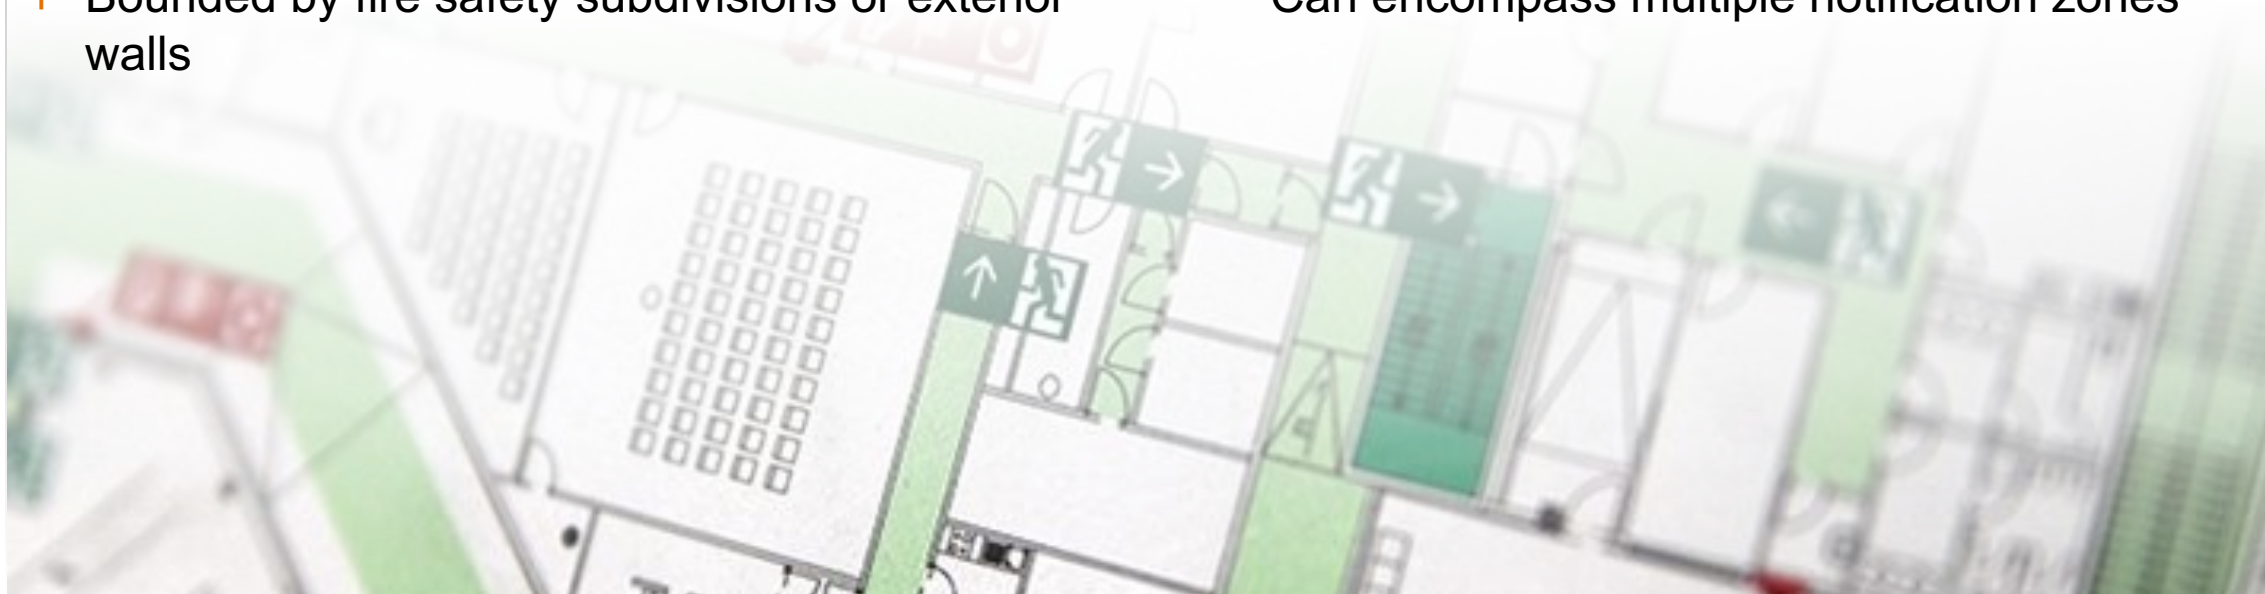 Bounded by fire safety subdivisions or exterior
walls
Can encompass multiple notification zones